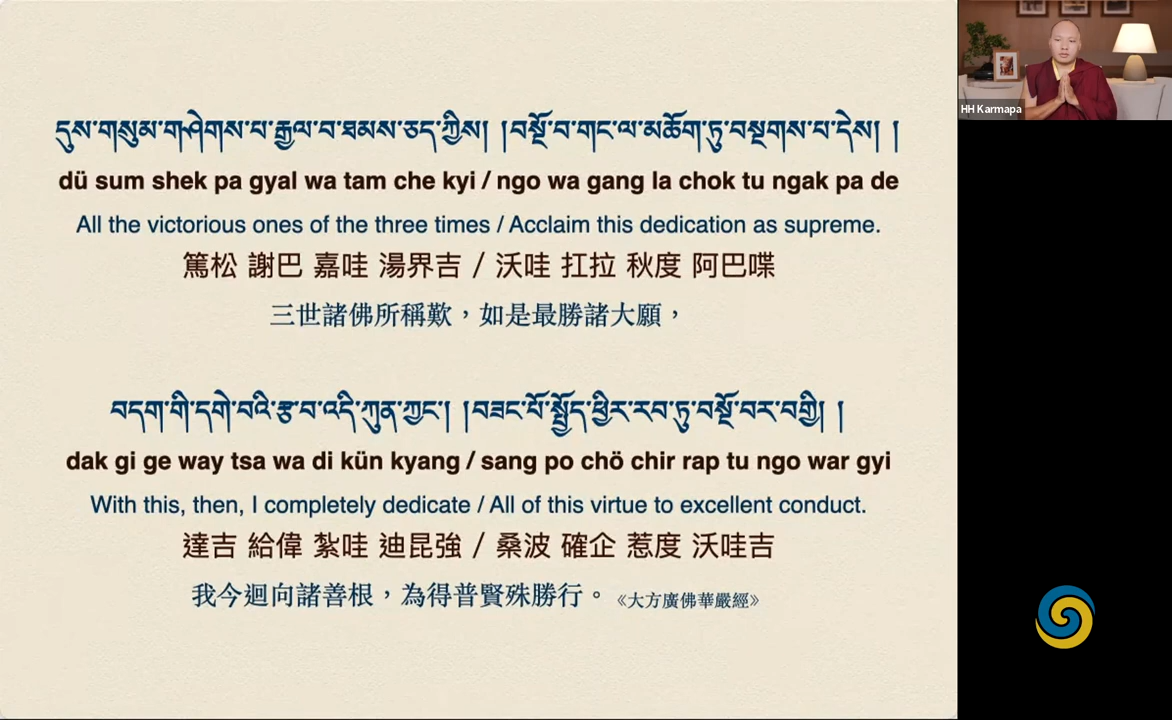 དུས་གསུམ་གཤེགས་པ་རྒྱལ་བ་ཐམས་ཅད་ཀྱིས། །བསྔོ་བ་གང་ལ་མཆོག་ཏུ་བསྔགས་པ་དེས། །
dü sum shek pa gyal wa tam che kyi / ngo wa gang la chok tu ngak pa de
All the victorious ones of the three times / Acclaim this dedication as supreme.
篤松 謝巴 嘉哇 湯界吉 / 沃哇 扛拉 秋度 阿巴喋
三世諸佛所稱歎，如是最勝諸大願，
བདག་གི་དགེ་བའི་རྩ་བ་འདི་ཀུན་ཀྱང་། །བཟང་པོ་སྤྱོད་ཕྱིར་རབ་ཏུ་བསྔོ་བར་བགྱི། །
dak gi ge way tsa wa di kün kyang / sang po chö chir rap tu ngo war gyi
With this, then, I completely dedicate / All of this virtue to excellent conduct.
達吉 給偉 紮哇 迪昆強 / 桑波 確企 惹度 沃哇吉
我今迴向諸善根，為得普賢殊勝行。《大方廣佛華嚴經》
HH Karmapa